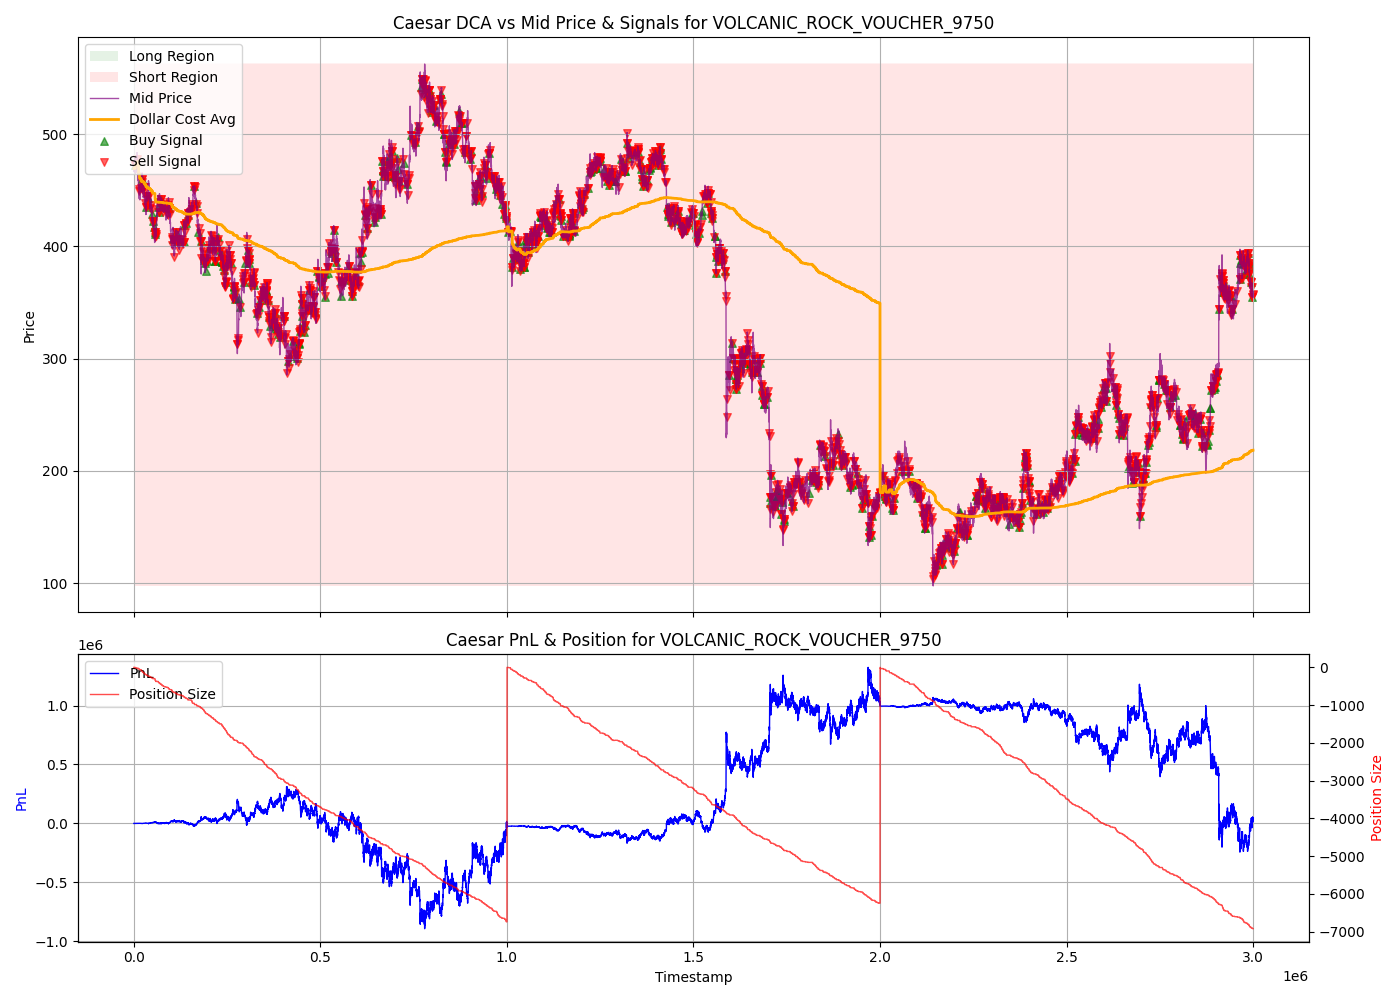 Caesar DCA vs Mid Price & Signals for VOLCANIC_ROCK_VOUCHER_9750
Long Region
Short Region
Mid Price
Dollar Cost Avg
Buy Signal
Sell Signal
500
400
300
200
100
Price
Caesar PnL & Position for VOLCANIC_ROCK_VOUCHER_9750
1e6
PnL
Position Size
1.0
0.5
0.0
−0.5
−1.0
PnL
0
−1000
−2000
−3000
−4000
−5000
−6000
−7000
Position Size
0.0
0.5
1.0
1.5
2.0
2.5
3.0
Timestamp
1e6